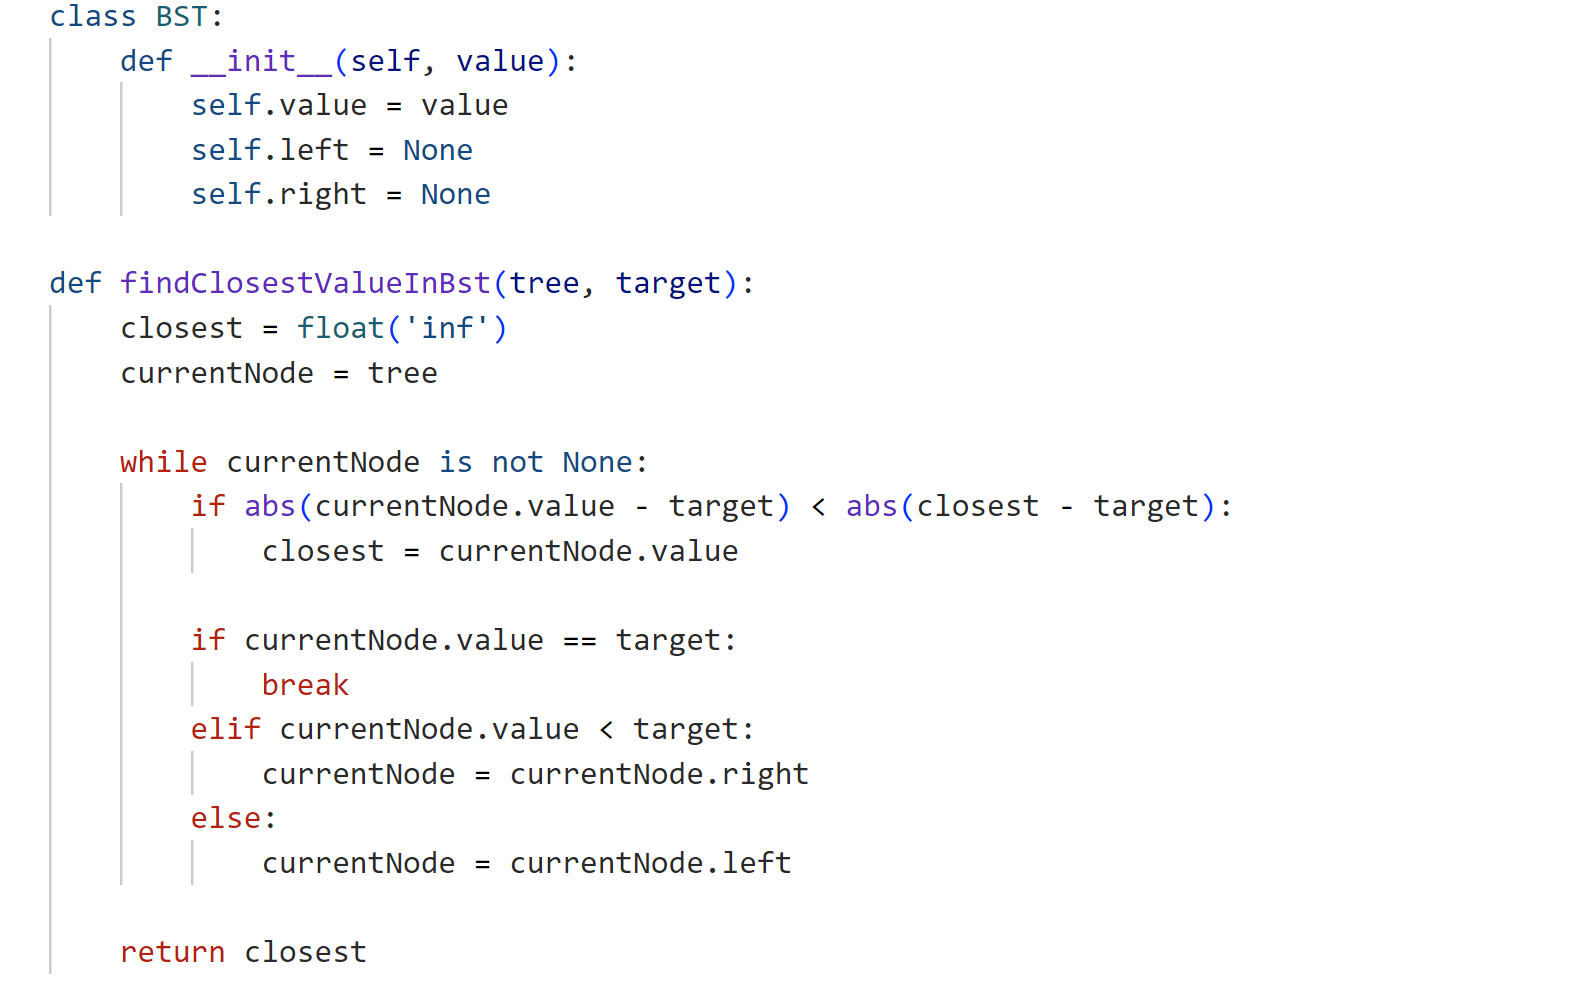 class BST:
    def __init__(self, value):
        self.value = value
        self.left = None
        self.right = None

def findClosestValueInBst(tree, target):
    closest = float('inf')
    currentNode = tree

    while currentNode is not None:
        if abs(currentNode.value - target) < abs(closest - target):
            closest = currentNode.value

        if currentNode.value == target:
            break
        elif currentNode.value < target:
            currentNode = currentNode.right
        else:
            currentNode = currentNode.left

    return closest